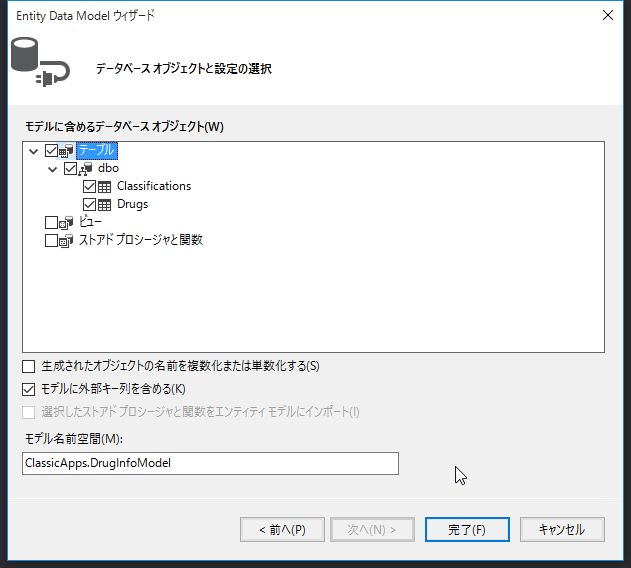 Entity Data Model ウィザード
データベース オブジェクトと設定の選択
モデルに含めるデータベース オブジェクト(W)
テーブル
dbo
Classifications
Drugs
ビュー
ストアド プロシージャと関数
生成されたオブジェクトの名前を複数化または単数化する(S)
モデルに外部キー列を含める(K)
選択したストアド プロシージャと関数をエンティティ モデルにインポート(I)
モデル名前空間(M):
ClassicApps.DrugInfoModel
< 前へ(P) 次へ(N) > 完了(F) キャンセル